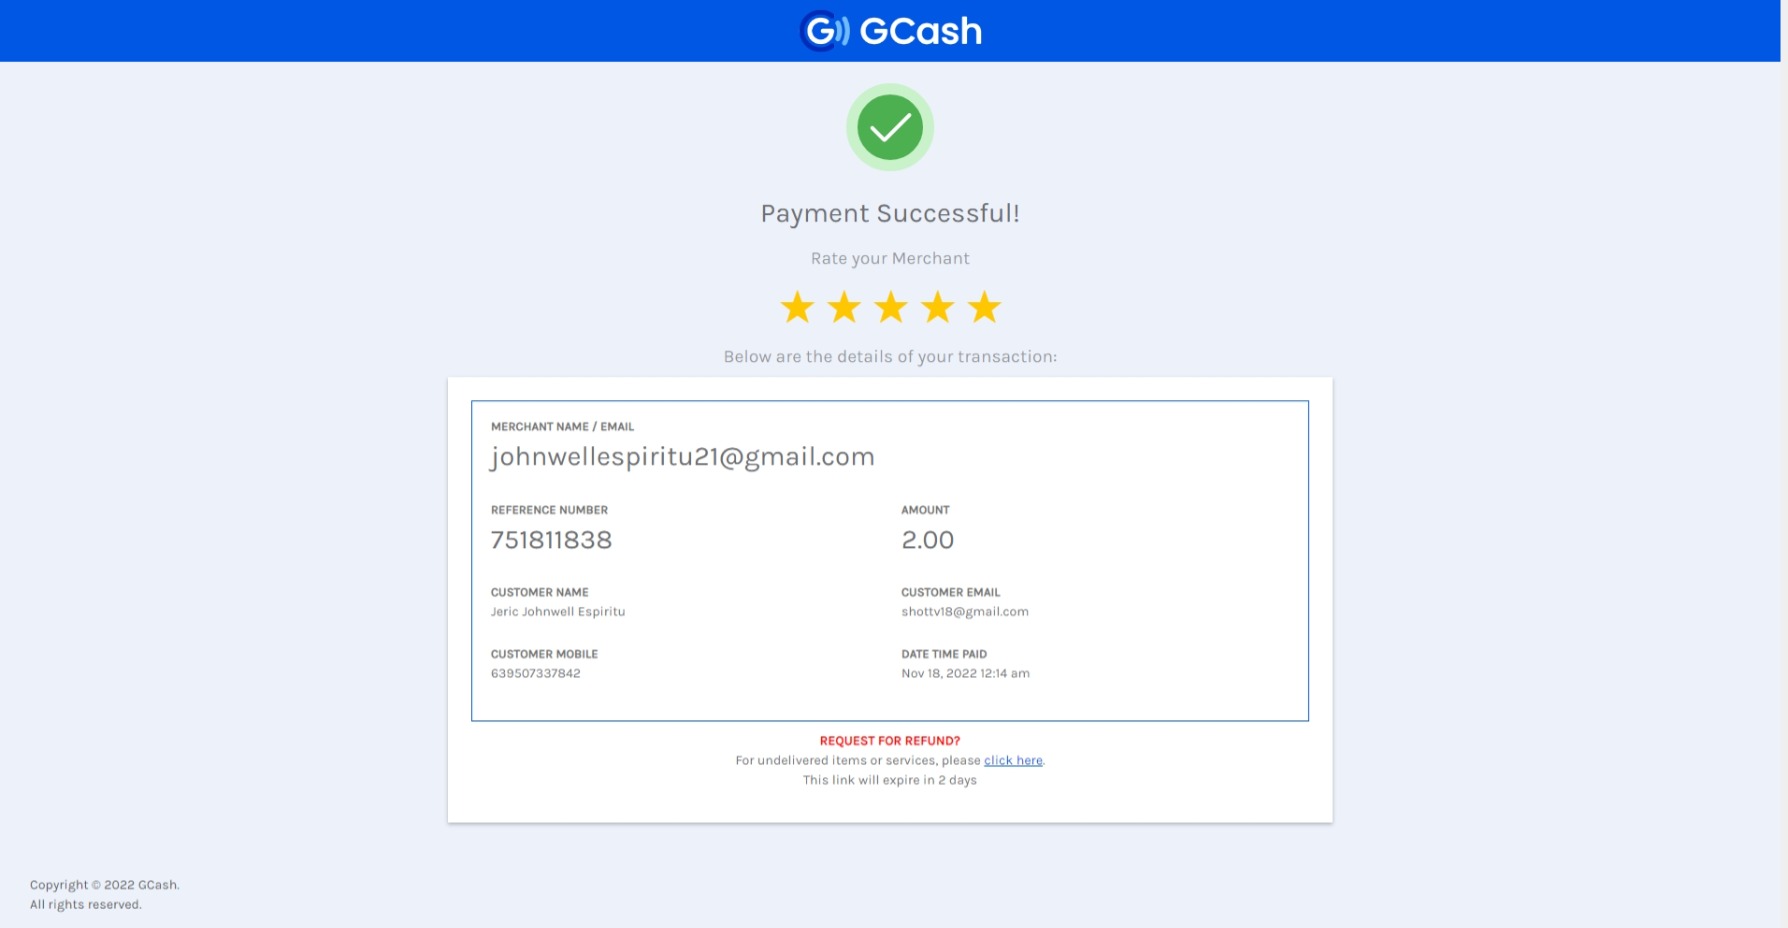 GCash
Payment Successful!
Rate your Merchant
Below are the details of your transaction:
MERCHANT NAME / EMAIL
johnwellespiritu21@gmail.com
REFERENCE NUMBER
751811838
AMOUNT
2.00
CUSTOMER NAME
Jeric Johnwell Espiritu
CUSTOMER EMAIL
shottv18@gmail.com
CUSTOMER MOBILE
639507337842
DATE TIME PAID
Nov 18, 2022 12:14 am
REQUEST FOR REFUND?
For undelivered items or services, please click here.
This link will expire in 2 days
Copyright © 2022 GCash.
All rights reserved.